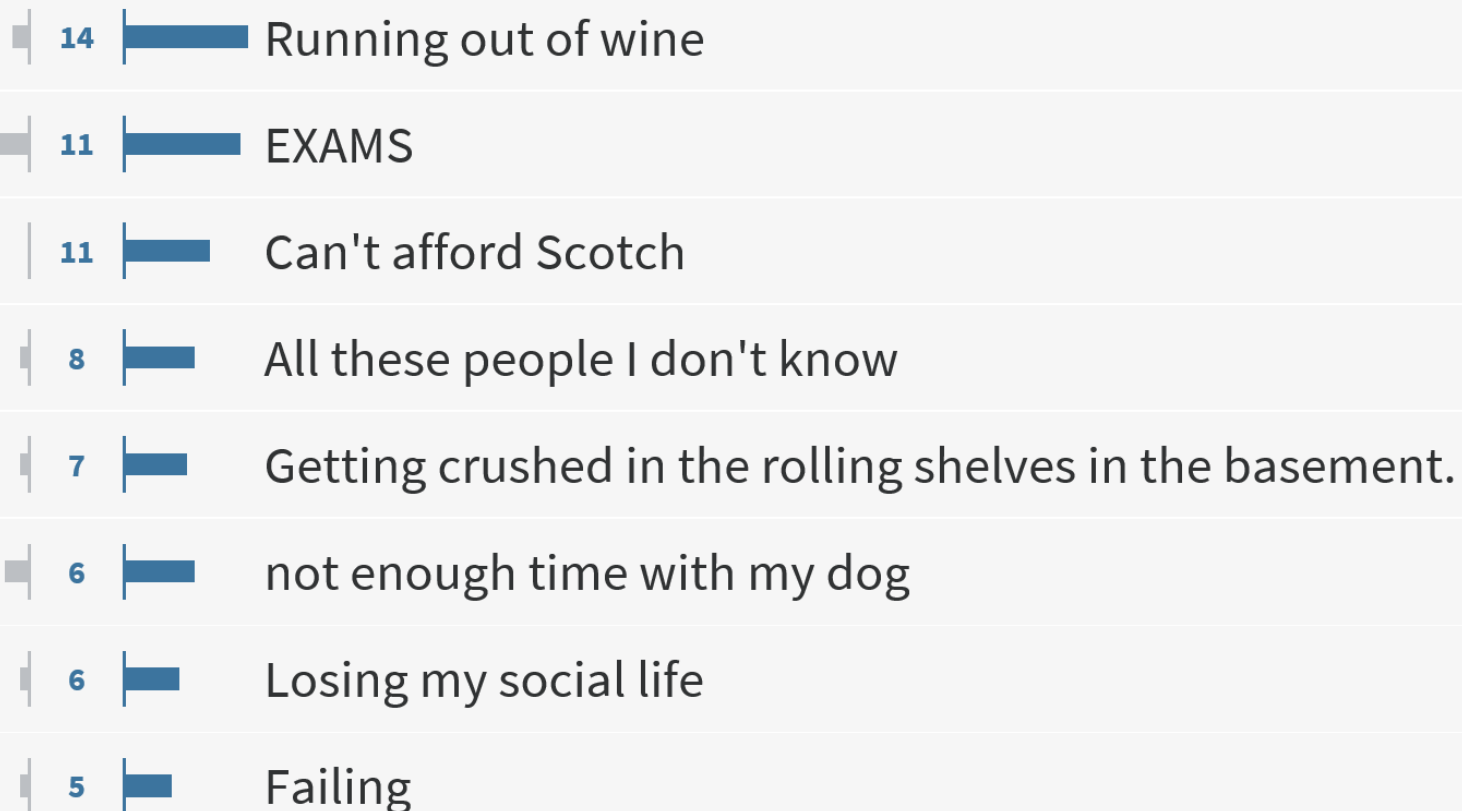 14 Running out of wine
11 EXAMS
11 Can't afford Scotch
8 All these people I don't know
7 Getting crushed in the rolling shelves in the basement.
6 not enough time with my dog
6 Losing my social life
5 Failing